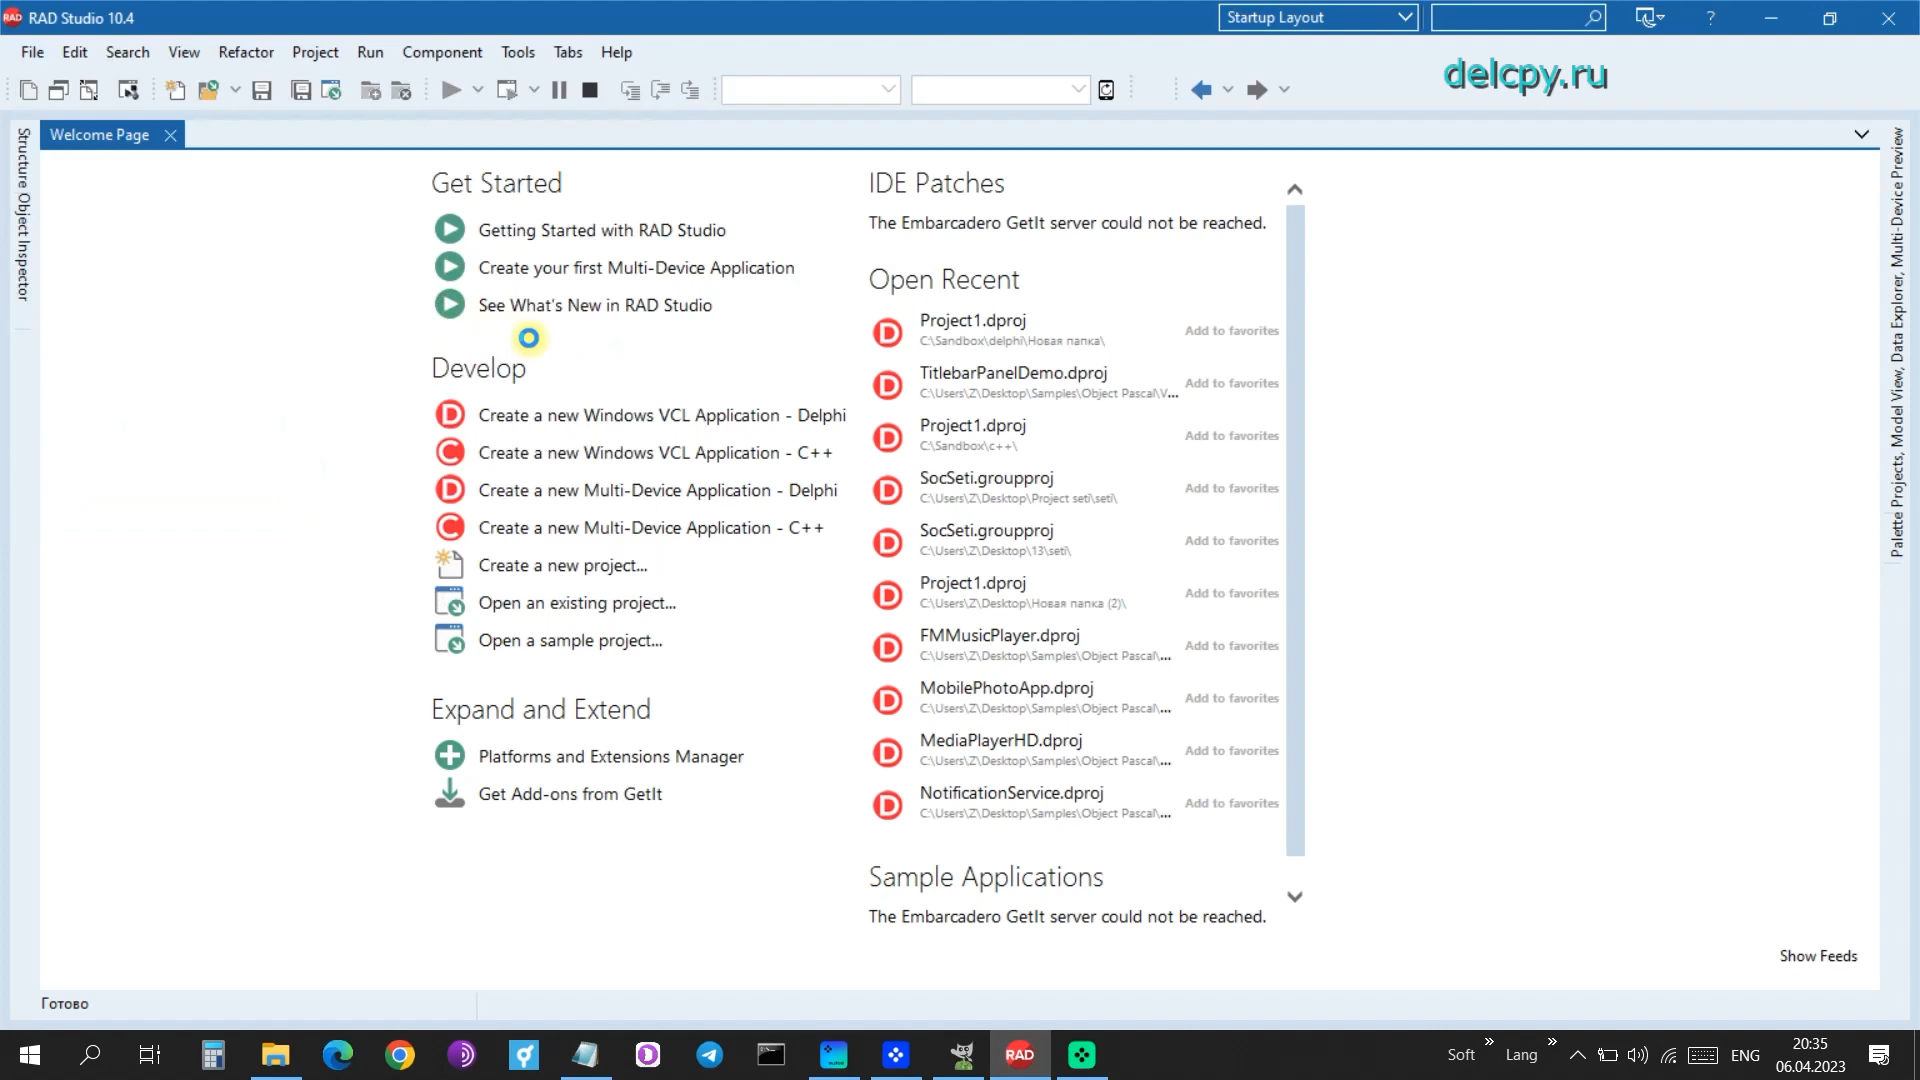 RAD
RAD Studio 10.4
Startup Layout
?
File Edit Search View Refactor Project Run Component Tools Tabs Help
delcpy.ru
Structure Object Inspector
Welcome Page
Get Started
Getting Started with RAD Studio
Create your first Multi-Device Application
See What's New in RAD Studio
Develop
Create a new Windows VCL Application - Delphi
Create a new Windows VCL Application - C++
Create a new Multi-Device Application - Delphi
Create a new Multi-Device Application - C++
Create a new project...
Open an existing project...
Open a sample project...
Expand and Extend
Platforms and Extensions Manager
Get Add-ons from GetIt
IDE Patches
The Embarcadero GetIt server could not be reached.
Open Recent
Project1.dproj
C:\Sandbox\delphi\Новая папка\
Add to favorites
TitlebarPanelDemo.dproj
C:\Users\Z\Desktop\Samples\Object Pascal\V...
Add to favorites
Project1.dproj
C:\Sandbox\c++\
Add to favorites
SocSeti.groupproj
C:\Users\Z\Desktop\Project seti\seti\
Add to favorites
SocSeti.groupproj
C:\Users\Z\Desktop\13\seti\
Add to favorites
Project1.dproj
C:\Users\Z\Desktop\Новая папка (2)\
Add to favorites
FMMusicPlayer.dproj
C:\Users\Z\Desktop\Samples\Object Pascal\...
Add to favorites
MobilePhotoApp.dproj
C:\Users\Z\Desktop\Samples\Object Pascal\...
Add to favorites
MediaPlayerHD.dproj
C:\Users\Z\Desktop\Samples\Object Pascal\...
Add to favorites
NotificationService.dproj
C:\Users\Z\Desktop\Samples\Object Pascal\...
Add to favorites
Sample Applications
The Embarcadero GetIt server could not be reached.
Palette Projects, Model View, Data Explorer, Multi-Device Preview
Show Feeds
Готово
RAD
Soft » Lang » ENG
20:35
06.04.2023